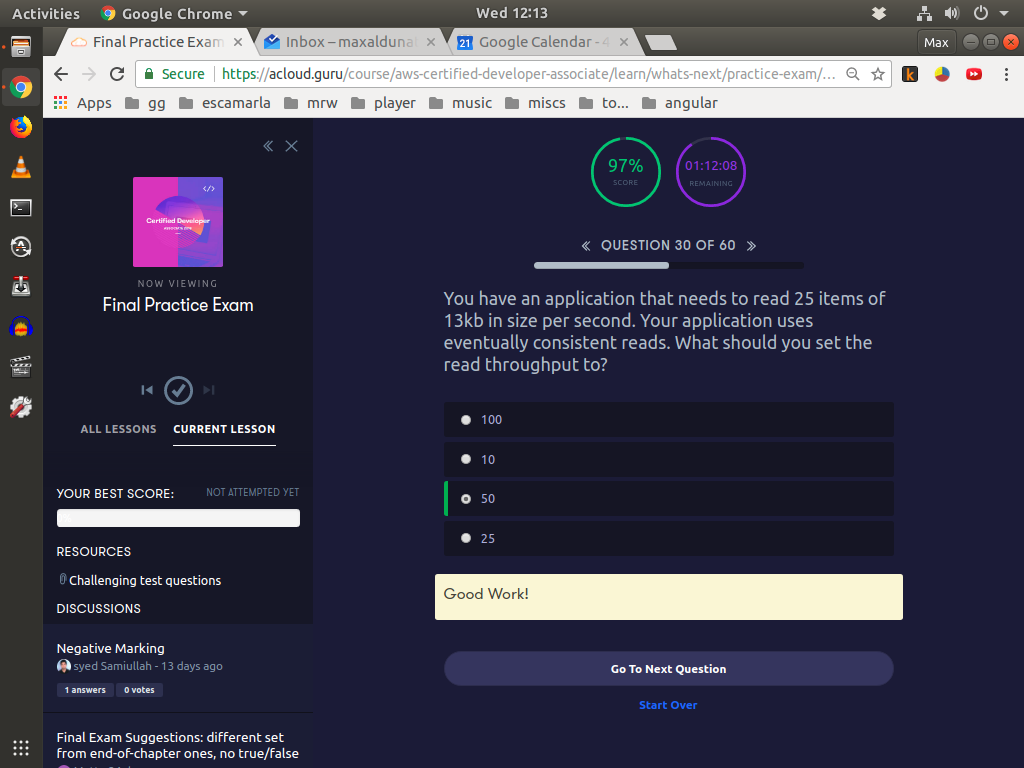 Activities Google Chrome Wed 12:13
Final Practice Exam Inbox – maxalduna Google Calendar - 4 Max
Secure https://acloud.guru/course/aws-certified-developer-associate/learn/whats-next/practice-exam/...
Apps gg escamarla mrw player music miscs to... angular
</>
Certified Developer
NOW VIEWING
Final Practice Exam
ALL LESSONS CURRENT LESSON
YOUR BEST SCORE: NOT ATTEMPTED YET
RESOURCES
Challenging test questions
DISCUSSIONS
Negative Marking
syed Samiullah - 13 days ago
1 answers 0 votes
Final Exam Suggestions: different set
from end-of-chapter ones, no true/false
97%
SCORE
01:12:08
REMAINING
« QUESTION 30 OF 60 »
You have an application that needs to read 25 items of
13kb in size per second. Your application uses
eventually consistent reads. What should you set the
read throughput to?
100
10
50
25
Good Work!
Go To Next Question
Start Over